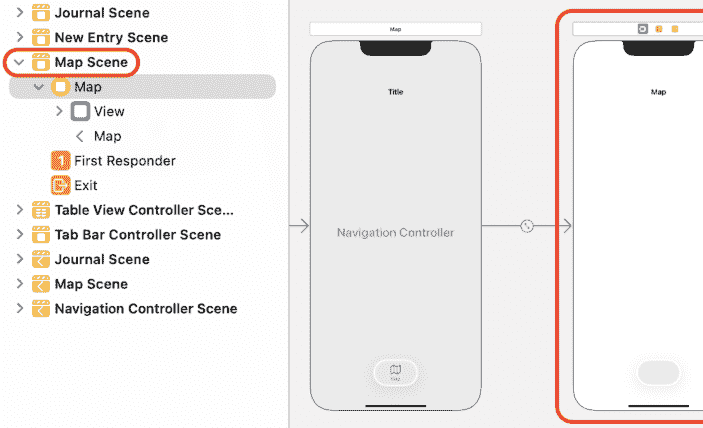 Journal Scene
New Entry Scene
Map Scene
Map
View
Map
First Responder
Exit
Table View Controller Sce...
Tab Bar Controller Scene
Journal Scene
Map Scene
Navigation Controller Scene
Map
Title
Navigation Controller
Map
Map